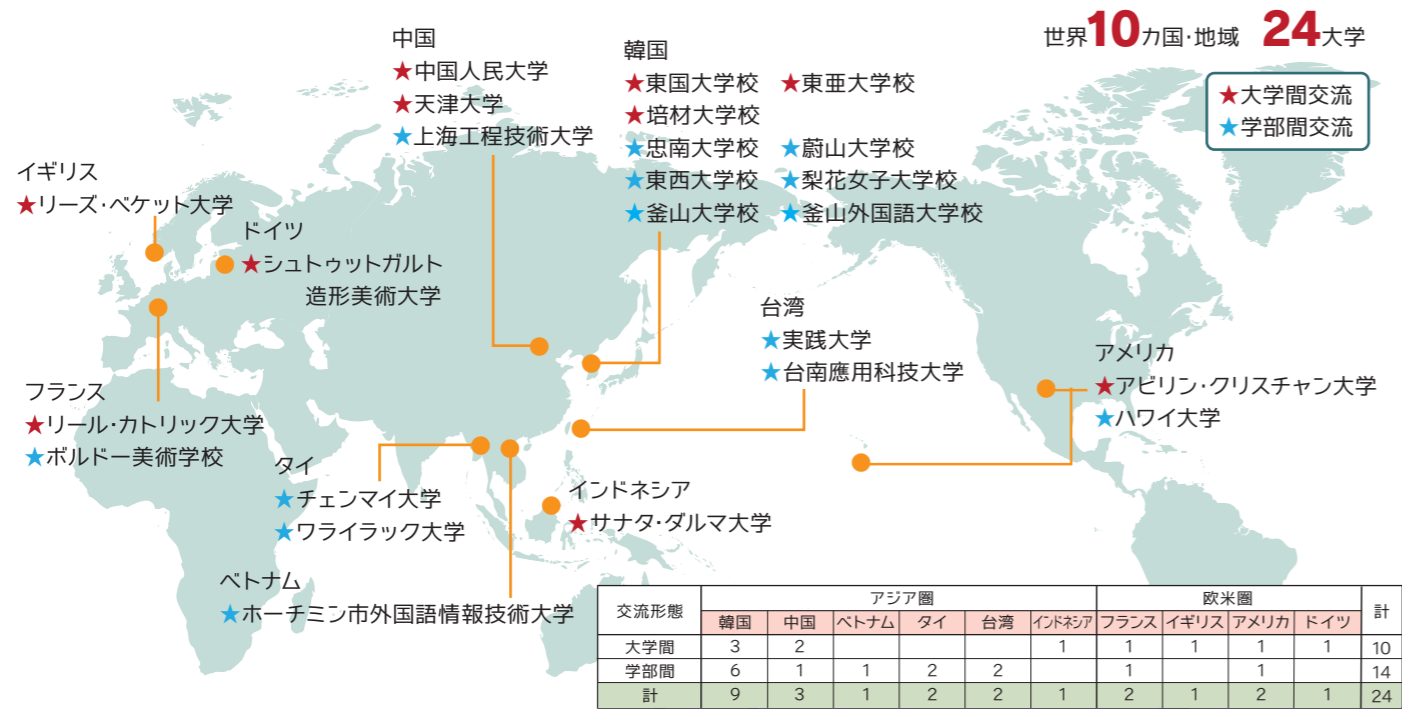 世界10カ国・地域 24大学
★大学間交流
★学部間交流
中国
★中国人民大学
★天津大学
★上海工程技術大学
韓国
★東国大学校 ★東亜大学校
★培材大学校
★忠南大学校 ★蔚山大学校
★東西大学校 ★梨花女子大学校
★釜山大学校 ★釜山外国語大学校
イギリス
★リーズ・ベケット大学
ドイツ
★シュトゥットガルト
造形美術大学
台湾
★実践大学
★台南應用科技大学
アメリカ
★アビリン・クリスチャン大学
★ハワイ大学
フランス
★リール・カトリック大学
★ボルドー美術学校
タイ
★チェンマイ大学
★ワライラック大学
インドネシア
★サナタ・ダルマ大学
ベトナム
★ホーチミン市外国語情報技術大学
交流形態 アジア圏 欧米圏 計
韓国 中国 ベトナム タイ 台湾 インドネシア フランス イギリス アメリカ ドイツ
大学間 3 2 1 1 1 1 1 10
学部間 6 1 1 2 2 1 1 14
計 9 3 1 2 2 1 2 1 2 1 24